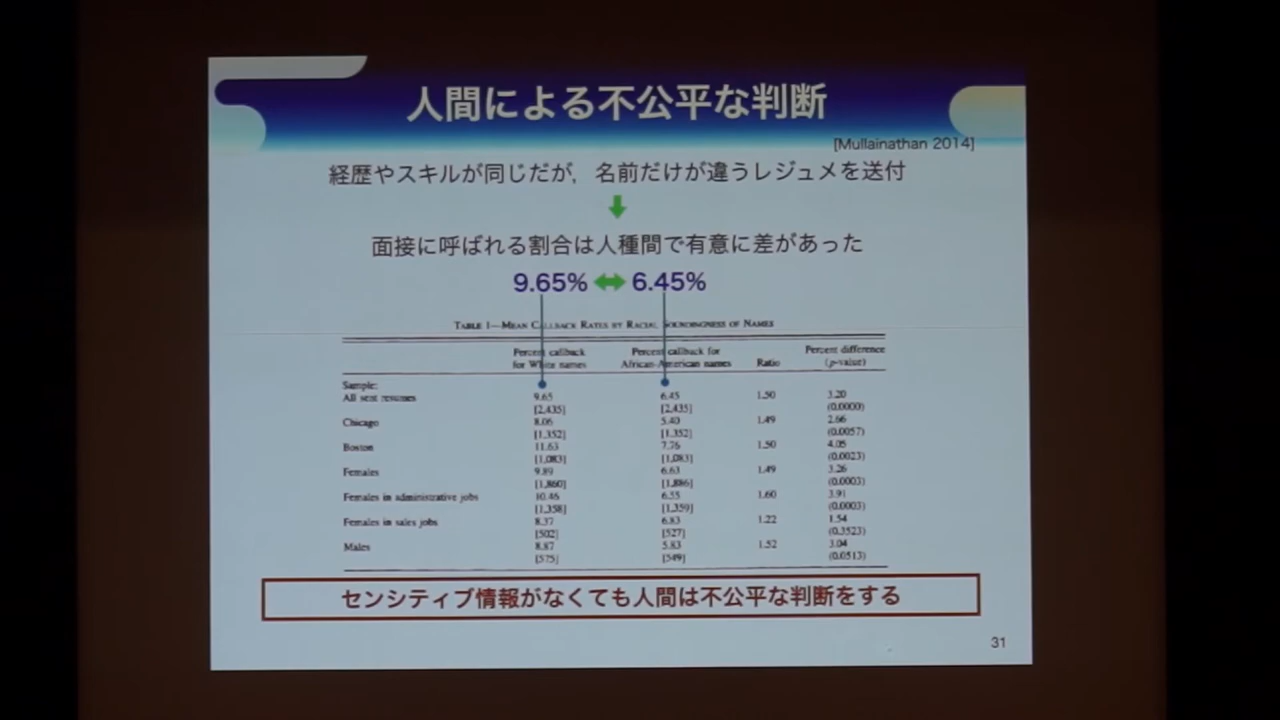 人間による不公平な判断
[Mullainathan 2014]
経歴やスキルが同じだが，名前だけが違うレジュメを送付
面接に呼ばれる割合は人種間で有意に差があった
9.65% 6.45%
TABLE 1—MEAN CALLBACK RATES BY RACIAL SOUNDINGNESS OF NAMES
Percent callback for White names Percent callback for African-American names Ratio Percent difference (p-value)
Sample:
All sent resumes 9.65 6.45 1.50 3.20
[2,435] [2,435] (0.0000)
Chicago 8.06 5.40 1.49 2.66
[1,352] [1,352] (0.0057)
Boston 11.63 7.76 1.50 4.05
[1,083] [1,083] (0.0023)
Females 9.89 6.63 1.49 3.26
[1,860] [1,886] (0.0003)
Females in administrative jobs 10.46 6.55 1.60 3.91
[1,358] [1,359] (0.0003)
Females in sales jobs 8.37 6.83 1.22 1.54
[502] [527] (0.3523)
Males 8.87 5.83 1.52 3.04
[575] [549] (0.0513)
センシティブ情報がなくても人間は不公平な判断をする
31